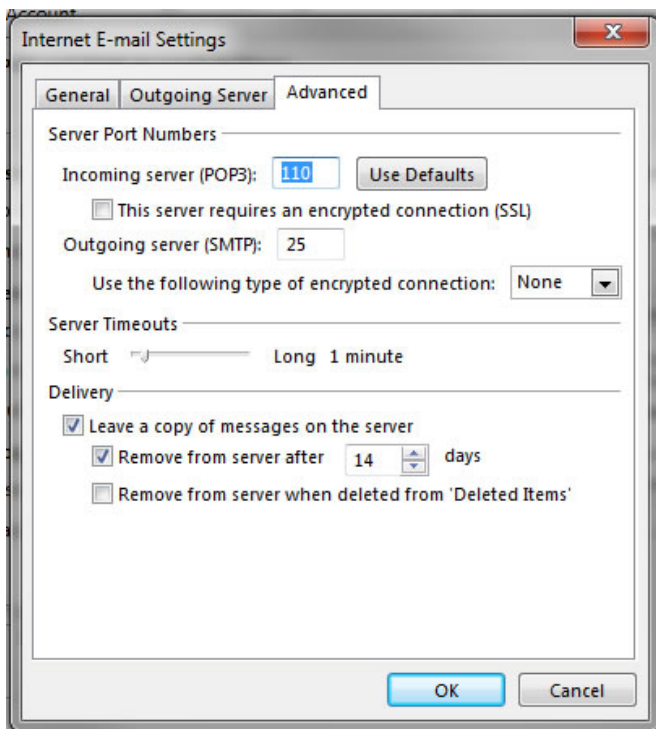 Account
Internet E-mail Settings
General Outgoing Server Advanced
Server Port Numbers
Incoming server (POP3): 110 Use Defaults
This server requires an encrypted connection (SSL)
Outgoing server (SMTP): 25
Use the following type of encrypted connection: None
Server Timeouts
Short Long 1 minute
Delivery
Leave a copy of messages on the server
Remove from server after 14 days
Remove from server when deleted from 'Deleted Items'
OK Cancel